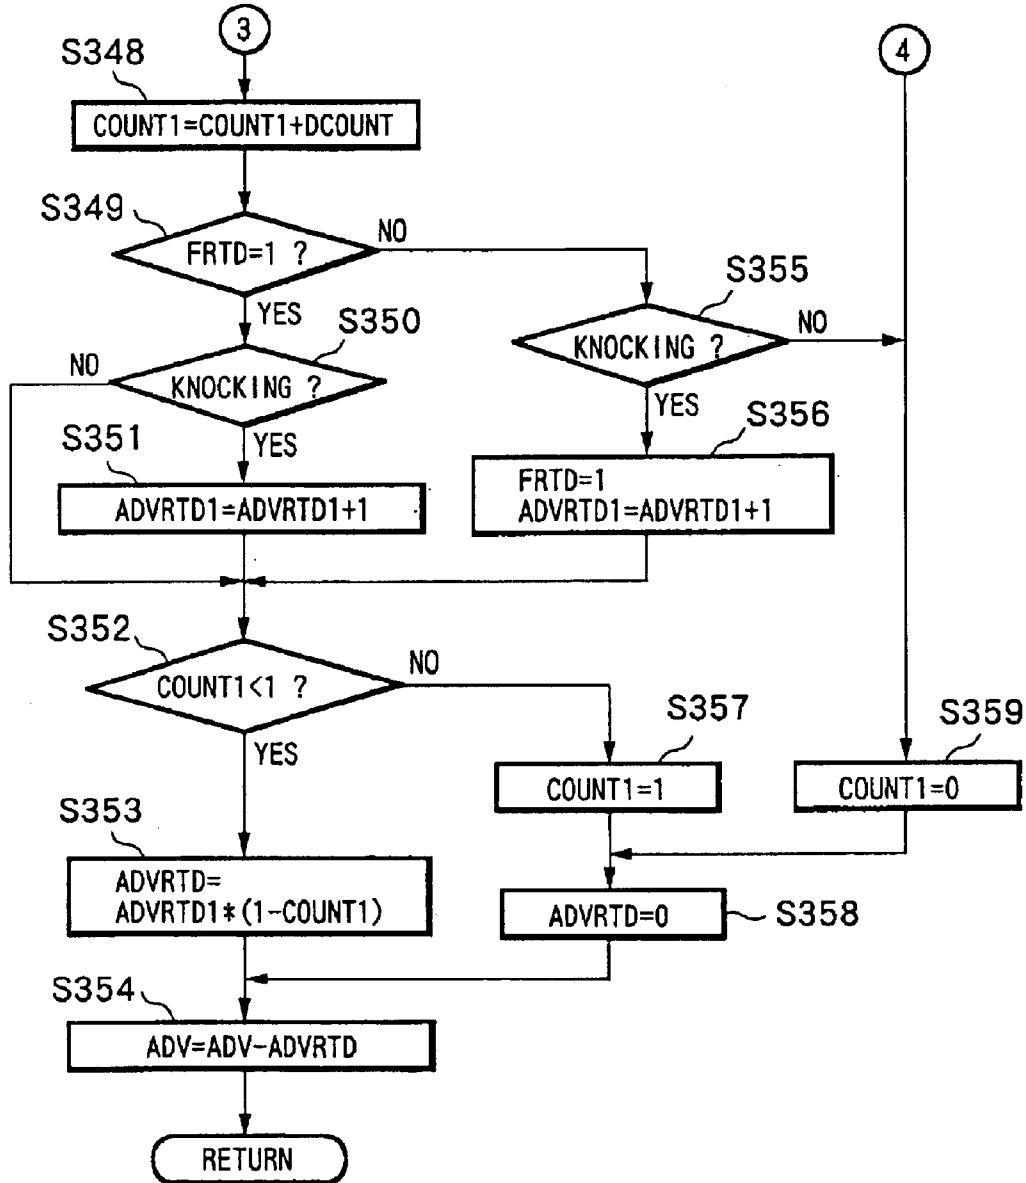 3
4
S348
COUNT1=COUNT1+DCOUNT
S349
FRTD=1 ?
NO
YES
S355
KNOCKING ?
NO
YES
S350
KNOCKING ?
NO
YES
S351
ADVRTD1=ADVRTD1+1
S356
FRTD=1
ADVRTD1=ADVRTD1+1
S352
COUNT1<1 ?
NO
YES
S357
COUNT1=1
S359
COUNT1=0
S353
ADVRTD=
ADVRTD1*(1-COUNT1)
ADVRTD=0
S358
S354
ADV=ADV-ADVRTD
RETURN